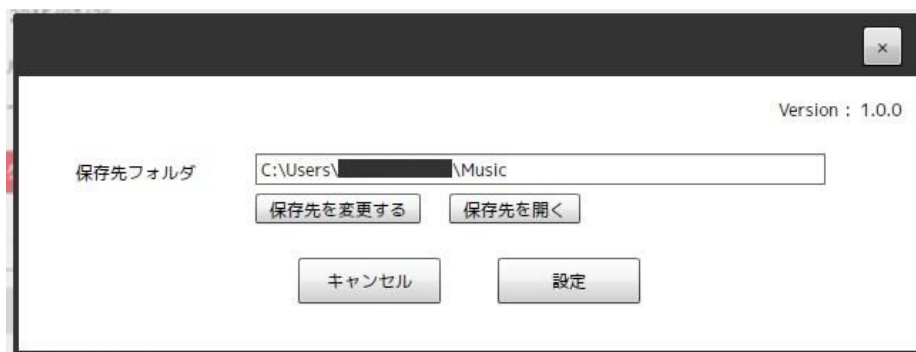 ×
Version : 1.0.0
保存先フォルダ
C:\Users\ \Music
保存先を変更する
保存先を開く
キャンセル
設定